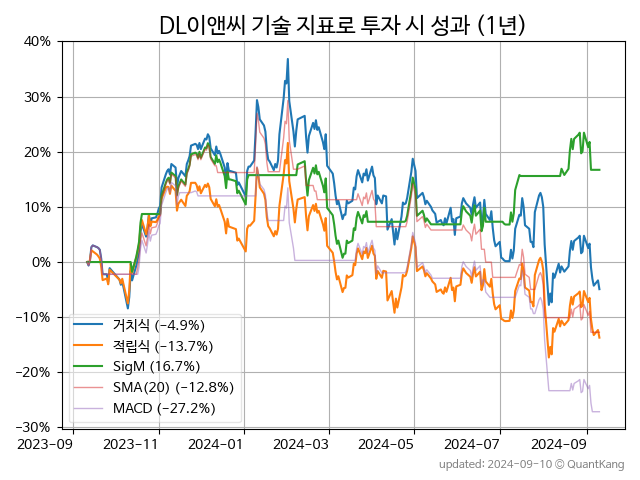 DL이앤씨 기술 지표로 투자 시 성과 (1년)
40%
30%
20%
10%
0%
−10%
−20%
−30%
거치식 (−4.9%)
적립식 (−13.7%)
SigM (16.7%)
SMA(20) (−12.8%)
MACD (−27.2%)
2023-09 2023-11 2024-01 2024-03 2024-05 2024-07 2024-09
updated: 2024-09-10 © QuantKang